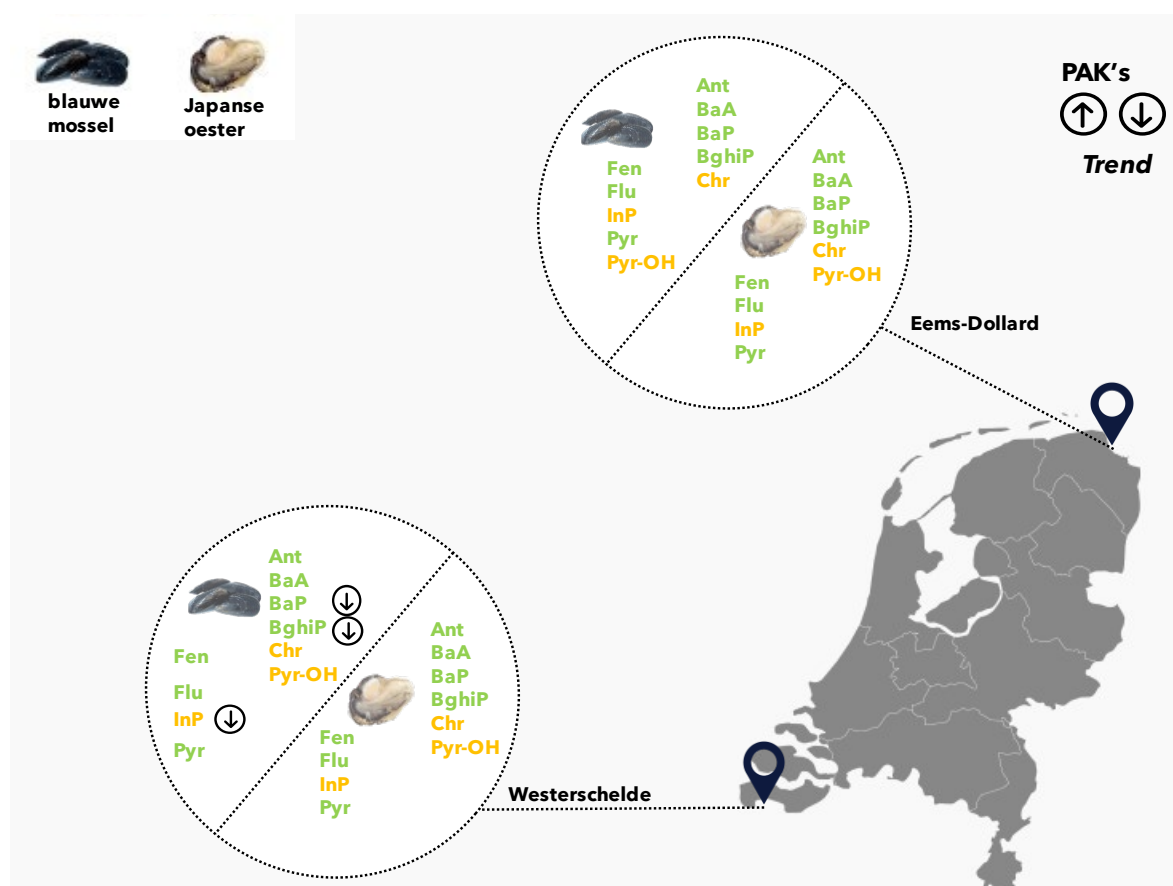 blauwe
mossel
Japanse
oester
PAK's
Trend
Ant
BaA
BaP
BghiP
Chr
Fen
Flu
InP
Pyr
Pyr-OH
Ant
BaA
BaP
BghiP
Chr
Pyr-OH
Fen
Flu
InP
Pyr
Eems-Dollard
Ant
BaA
BaP
BghiP
Chr
Pyr-OH
Fen
Flu
InP
Pyr
Ant
BaA
BaP
BghiP
Chr
Pyr-OH
Fen
Flu
InP
Pyr
Westerschelde